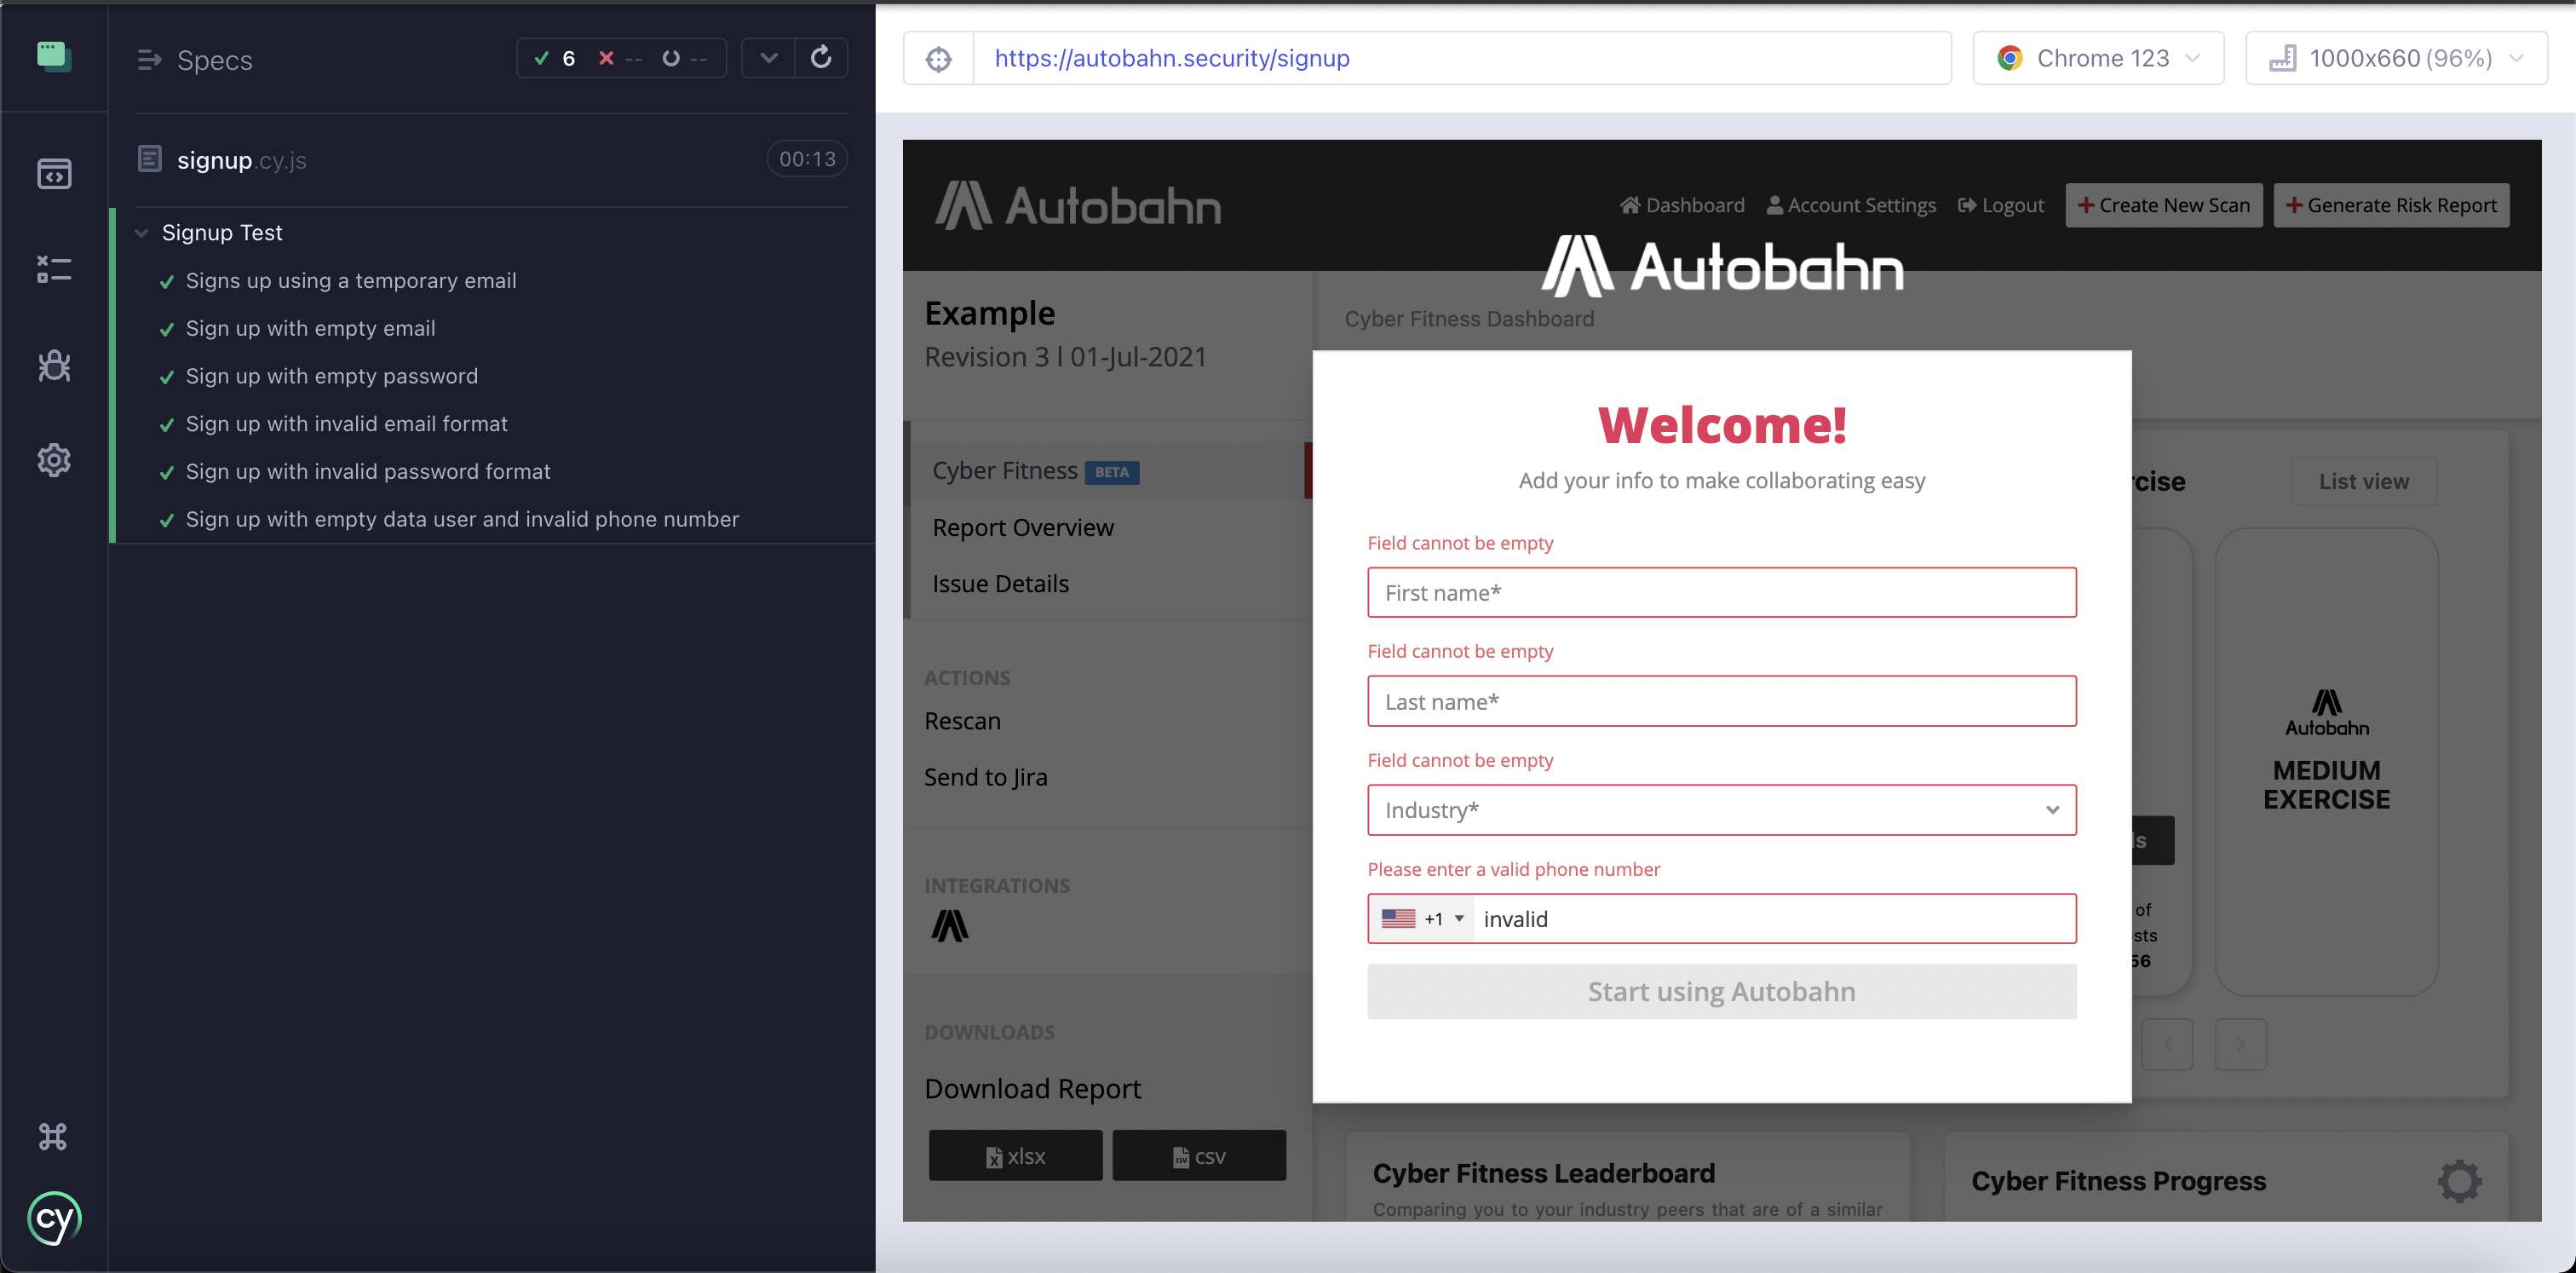 Specs
6
--
--
signup.cy.js
00:13
Signup Test
Signs up using a temporary email
Sign up with empty email
Sign up with empty password
Sign up with invalid email format
Sign up with invalid password format
Sign up with empty data user and invalid phone number
cy
https://autobahn.security/signup
Chrome 123
1000x660 (96%)
Autobahn
Dashboard
Account Settings
Logout
+ Create New Scan
+ Generate Risk Report
Autobahn
Example
Revision 3 | 01-Jul-2021
Cyber Fitness BETA
Report Overview
Issue Details
ACTIONS
Rescan
Send to Jira
INTEGRATIONS
DOWNLOADS
Download Report
xlsx
csv
Cyber Fitness Dashboard
Welcome!
Add your info to make collaborating easy
Field cannot be empty
First name*
Field cannot be empty
Last name*
Field cannot be empty
Industry*
Please enter a valid phone number
+1
invalid
Start using Autobahn
List view
Autobahn
MEDIUM
EXERCISE
of
56
Cyber Fitness Leaderboard
Comparing you to your industry peers that are of a similar
Cyber Fitness Progress